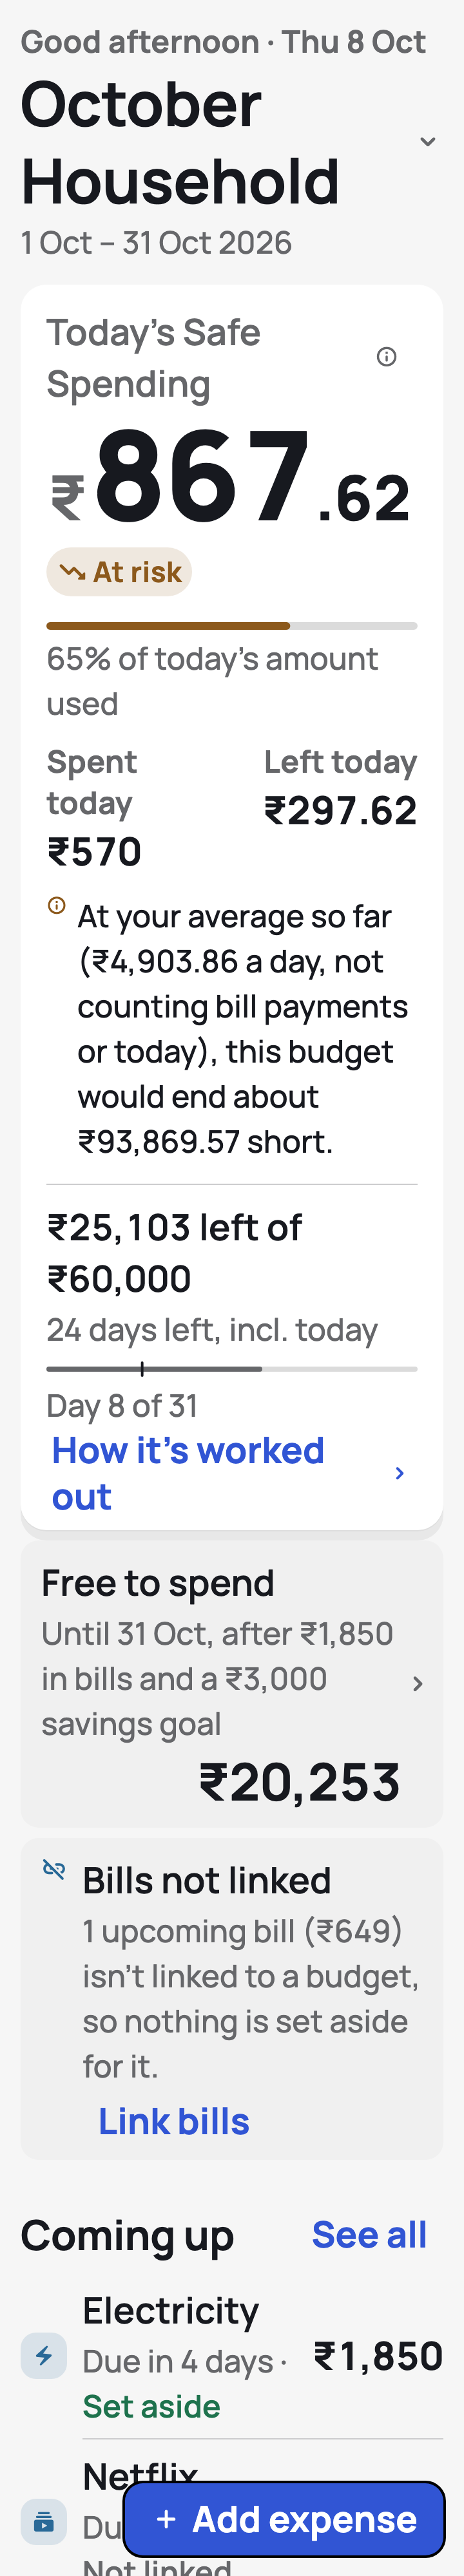 Good afternoon · Thu 8 Oct
October
Household
1 Oct – 31 Oct 2026
Today's Safe
Spending
₹867.62
At risk
65% of today's amount
used
Spent
today
₹570
Left today
₹297.62
At your average so far
(₹4,903.86 a day, not
counting bill payments
or today), this budget
would end about
₹93,869.57 short.
₹25,103 left of
₹60,000
24 days left, incl. today
Day 8 of 31
How it's worked
out
Free to spend
Until 31 Oct, after ₹1,850
in bills and a ₹3,000
savings goal
₹20,253
Bills not linked
1 upcoming bill (₹649)
isn't linked to a budget,
so nothing is set aside
for it.
Link bills
Coming up
See all
Electricity
Due in 4 days ·
Set aside
₹1,850
Netflix
+ Add expense
Not linked